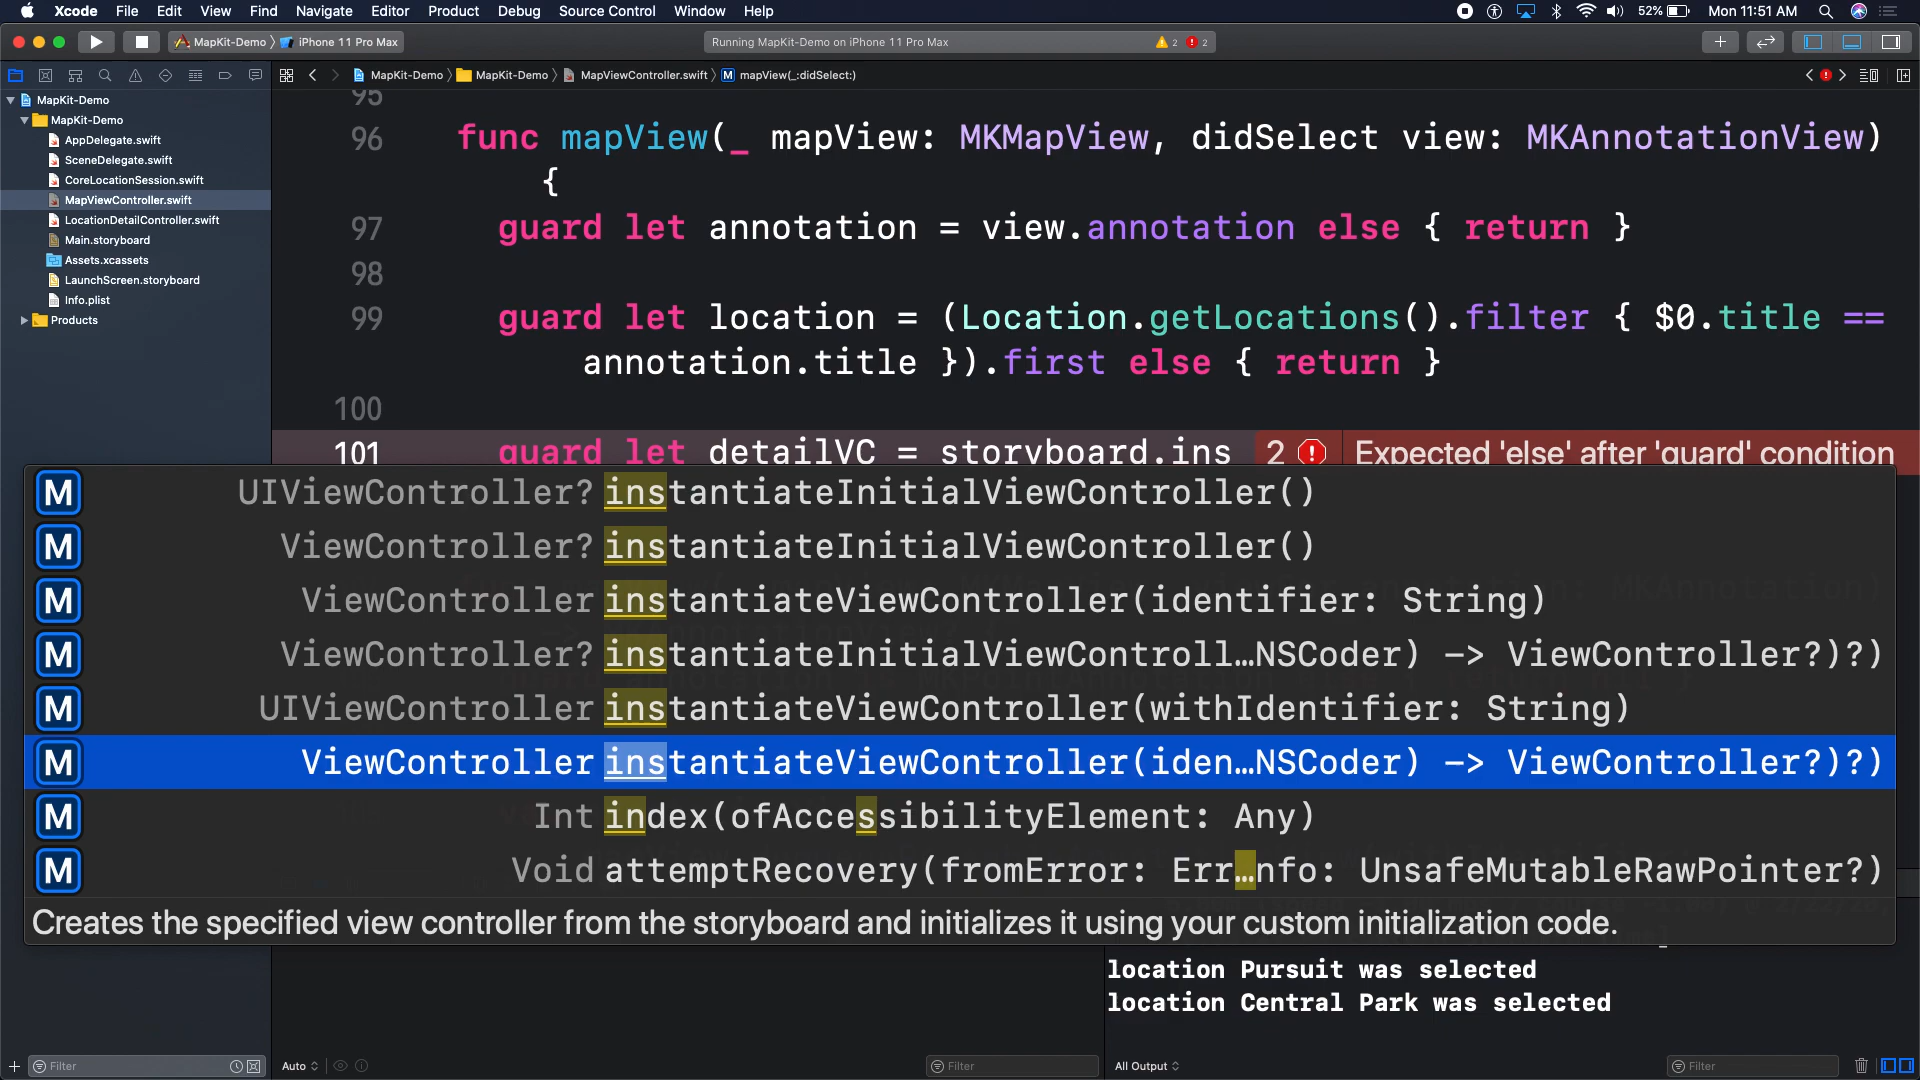 Xcode File Edit View Find Navigate Editor Product Debug Source Control Window Help 52% Mon 11:51 AM
MapKit-Demo iPhone 11 Pro Max Running MapKit-Demo on iPhone 11 Pro Max 2 2
MapKit-Demo MapKit-Demo MapViewController.swift M mapView(_:didSelect:)
MapKit-Demo
MapKit-Demo
AppDelegate.swift
SceneDelegate.swift
CoreLocationSession.swift
MapViewController.swift
LocationDetailController.swift
Main.storyboard
Assets.xcassets
LaunchScreen.storyboard
Info.plist
Products
95
96 func mapView(_ mapView: MKMapView, didSelect view: MKAnnotationView)
{
97 guard let annotation = view.annotation else { return }
98
99 guard let location = (Location.getLocations().filter { $0.title ==
annotation.title }).first else { return }
100
101 guard let detailVC = storyboard.ins 2 Expected 'else' after 'guard' condition
M UIViewController? instantiateInitialViewController()
M ViewController? instantiateInitialViewController()
M ViewController instantiateViewController(identifier: String)
M ViewController? instantiateInitialViewControll…NSCoder) -> ViewController?)?)
M UIViewController instantiateViewController(withIdentifier: String)
M ViewController instantiateViewController(iden…NSCoder) -> ViewController?)?)
M Int index(ofAccessibilityElement: Any)
M Void attemptRecovery(fromError: Err…nfo: UnsafeMutableRawPointer?)
Creates the specified view controller from the storyboard and initializes it using your custom initialization code.
location Pursuit was selected
location Central Park was selected
Filter Auto Filter All Output Filter